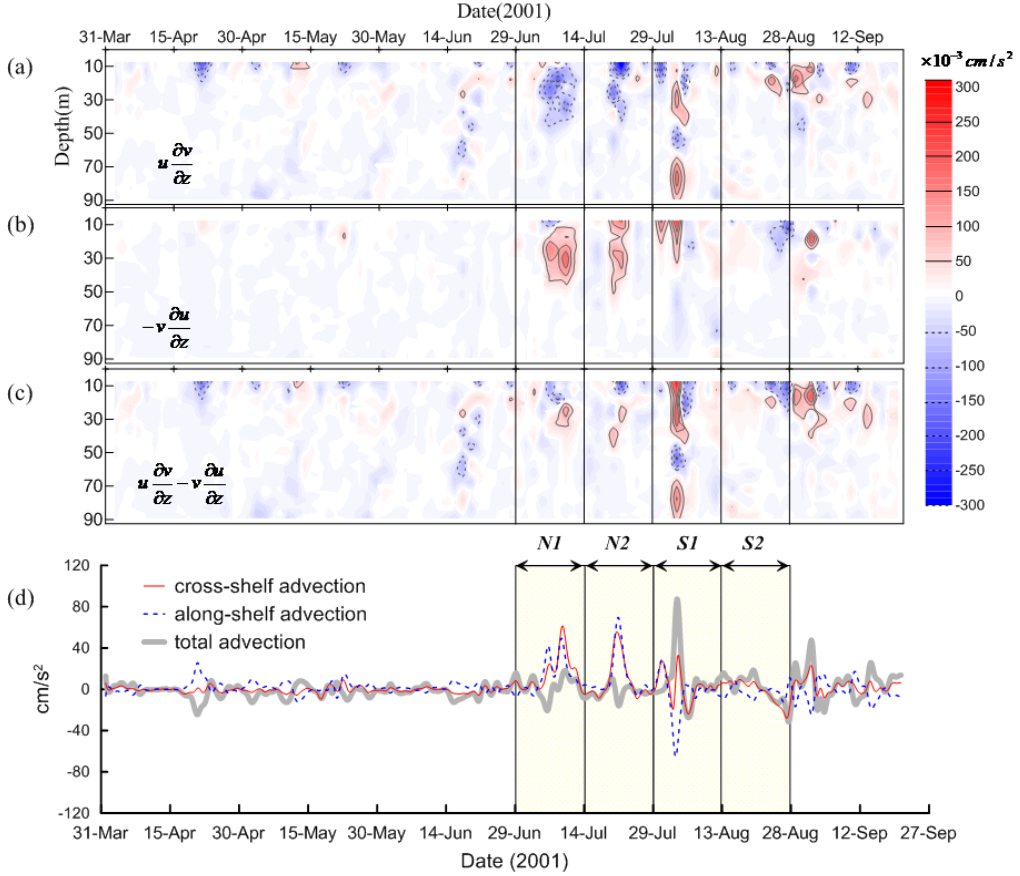 Date(2001)
31-Mar 15-Apr 30-Apr 15-May 30-May 14-Jun 29-Jun 14-Jul 29-Jul 13-Aug 28-Aug 12-Sep
×10⁻³ cm/s²
(a)
Depth(m)
10
30
50
70
90
u ∂v/∂z
(b)
10
30
50
70
90
−v ∂u/∂z
(c)
10
30
50
70
90
u ∂v/∂z − v ∂u/∂z
300
250
200
150
100
50
0
-50
-100
-150
-200
-250
-300
N1 N2 S1 S2
(d)
cm/s²
120
80
40
0
-40
-80
-120
cross-shelf advection
along-shelf advection
total advection
31-Mar 15-Apr 30-Apr 15-May 30-May 14-Jun 29-Jun 14-Jul 29-Jul 13-Aug 28-Aug 12-Sep 27-Sep
Date (2001)